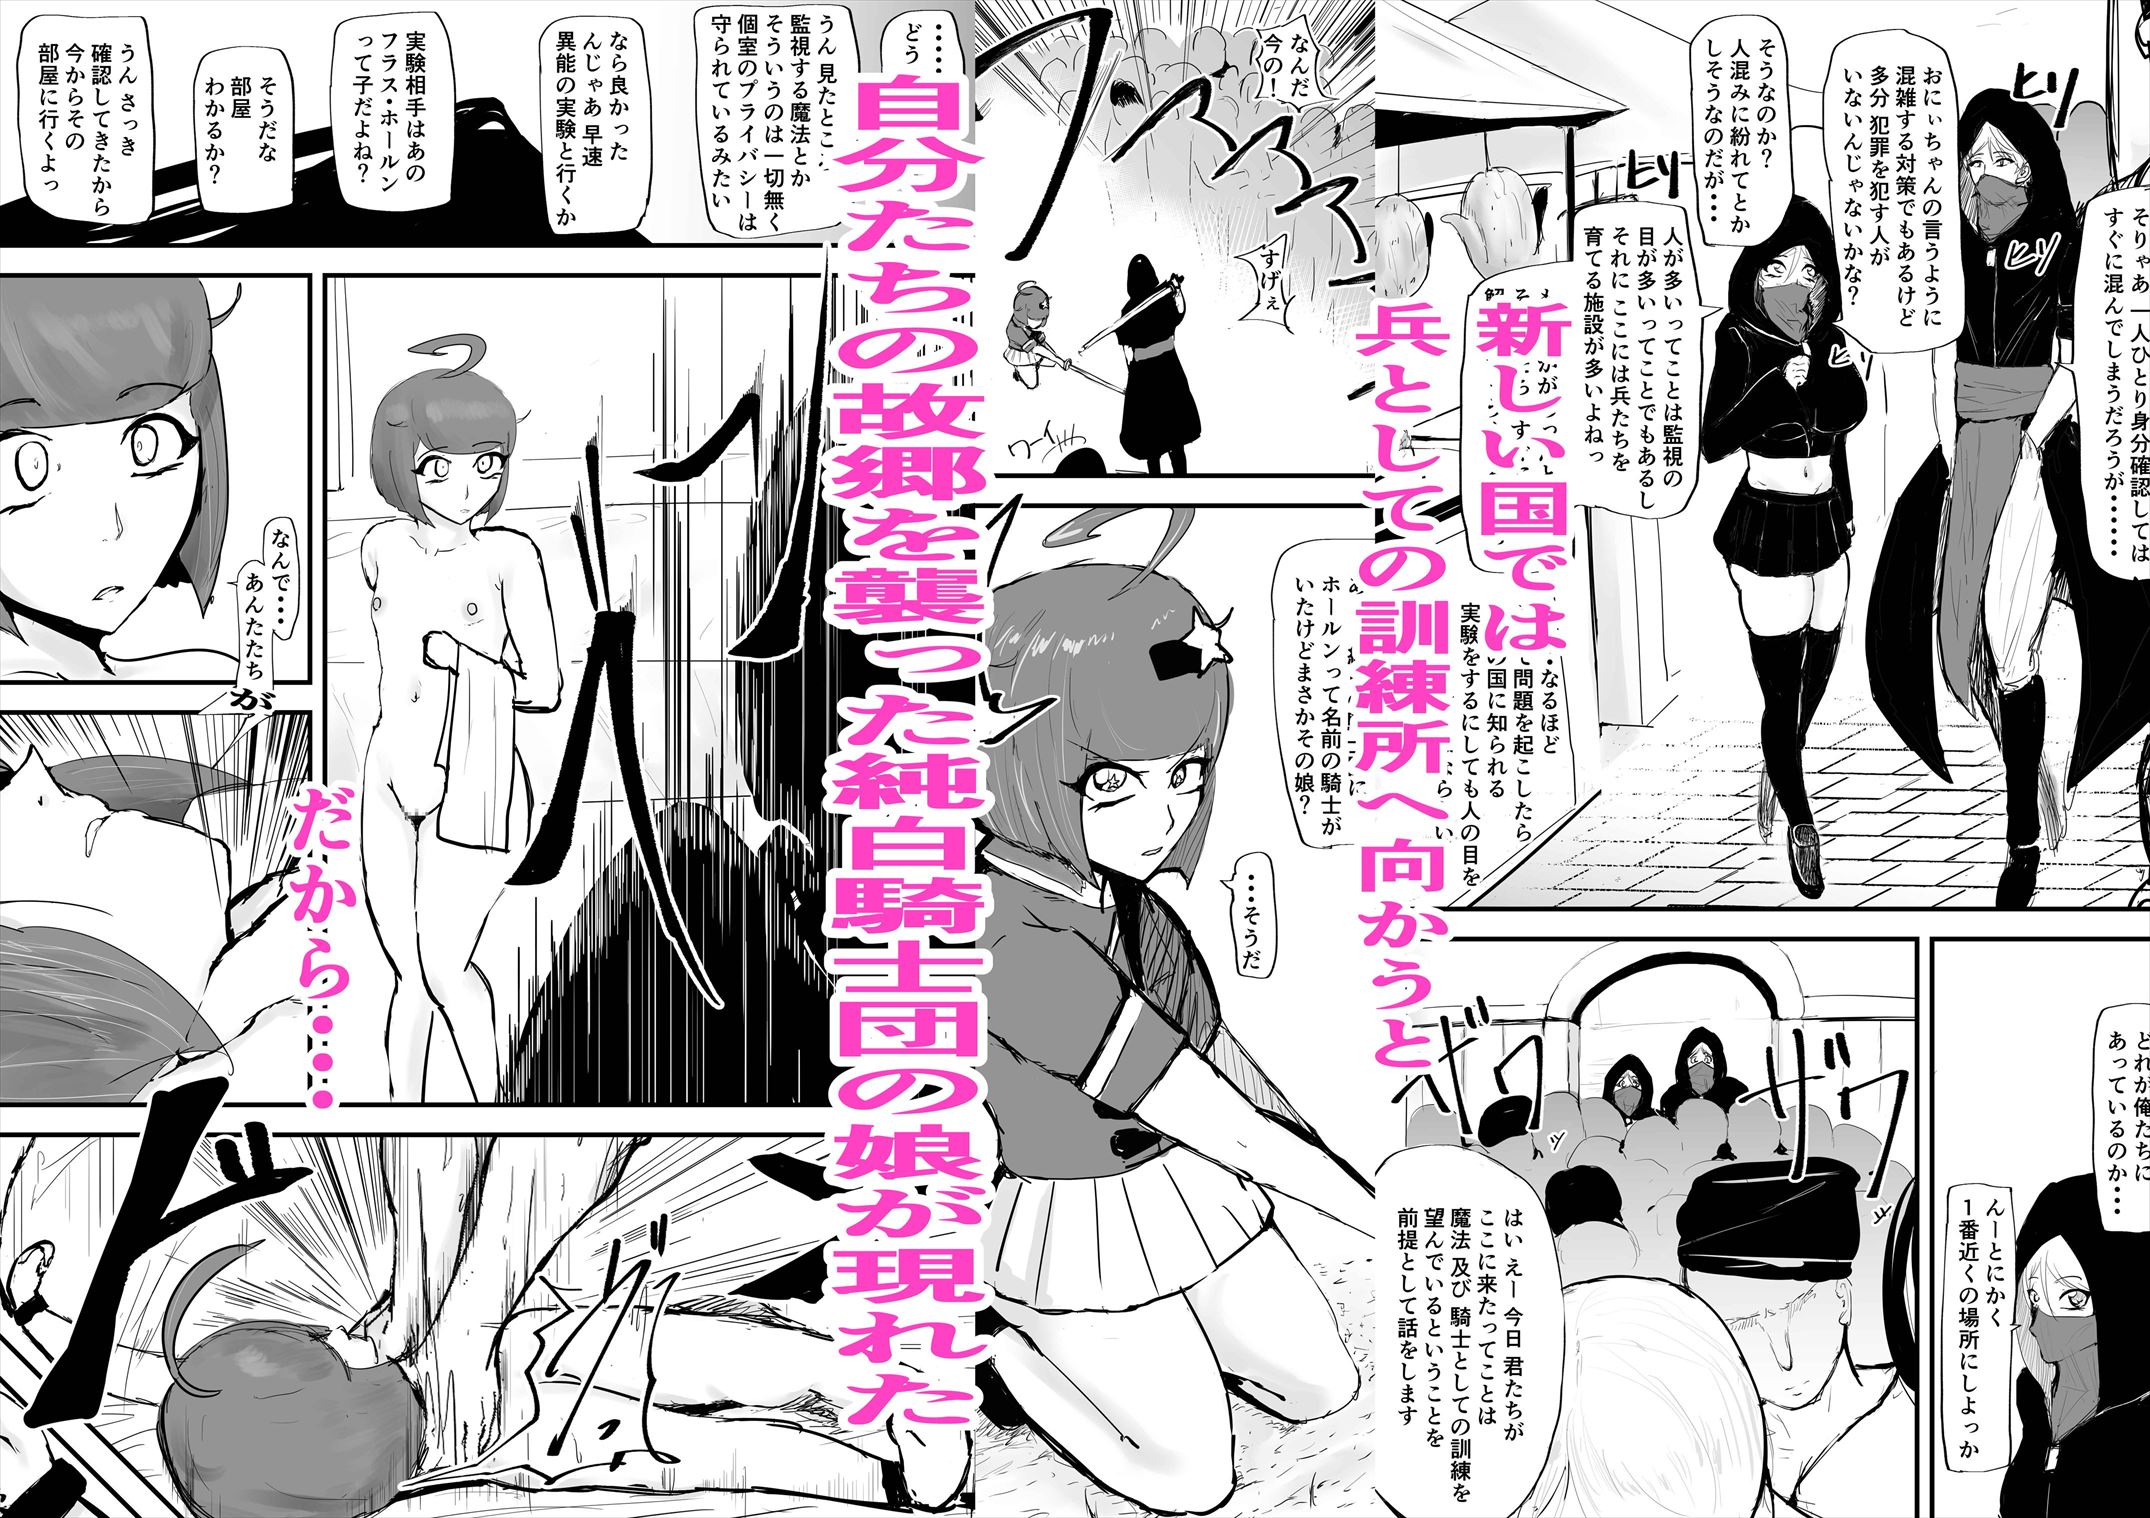 そりゃあ 一人ひとり身分確認しては
すぐに混んでしまうだろうが・・・・・・
おにぃちゃんの言うように
混雑する対策でもあるけど
多分 犯罪を犯す人が
いないんじゃないかな？
そうなのか？
人混みに紛れてとか
しそうなのだが・・・
人が多いってことは監視の
目が多いってことでもあるし
それに ここには兵たちを
育てる施設が多いよねっ
ヒソ
ヒソ
ヒソ
ヒソ
・・なるほど
問題を起こしたら
国に知られる
実験をするにしても人の目を
新しい国では
兵としての訓練所へ向かうと
どれが俺たちに
あっているのか・・・
んーとにかく
1番近くの場所にしよっか
ザワ
ザワ
はい えー 今日 君たちが
ここに来たってことは
魔法 及び 騎士としての訓練を
望んでいるということを
前提として話をします
なんだ
今の！
すげぇ
ワーイ
ホールンって名前の騎士が
いたけどまさかその娘？
・・・そうだ
自分たちの故郷を襲った純白騎士団の娘が現れた
・・・・・
どう
うん 見たとこ
監視する魔法とか
そういうのは一切無く
個室のプライバシーは
守られているみたい
なら良かった
んじゃあ 早速
異能の実験と行くか
実験相手はあの
フラス・ホールン
って子だよね？
そうだな
部屋
わかるか？
うん さっき
確認してきたから
今からその
部屋に行くよっ
なんで・・・
あんたたち
が
だから・・・
ドッ